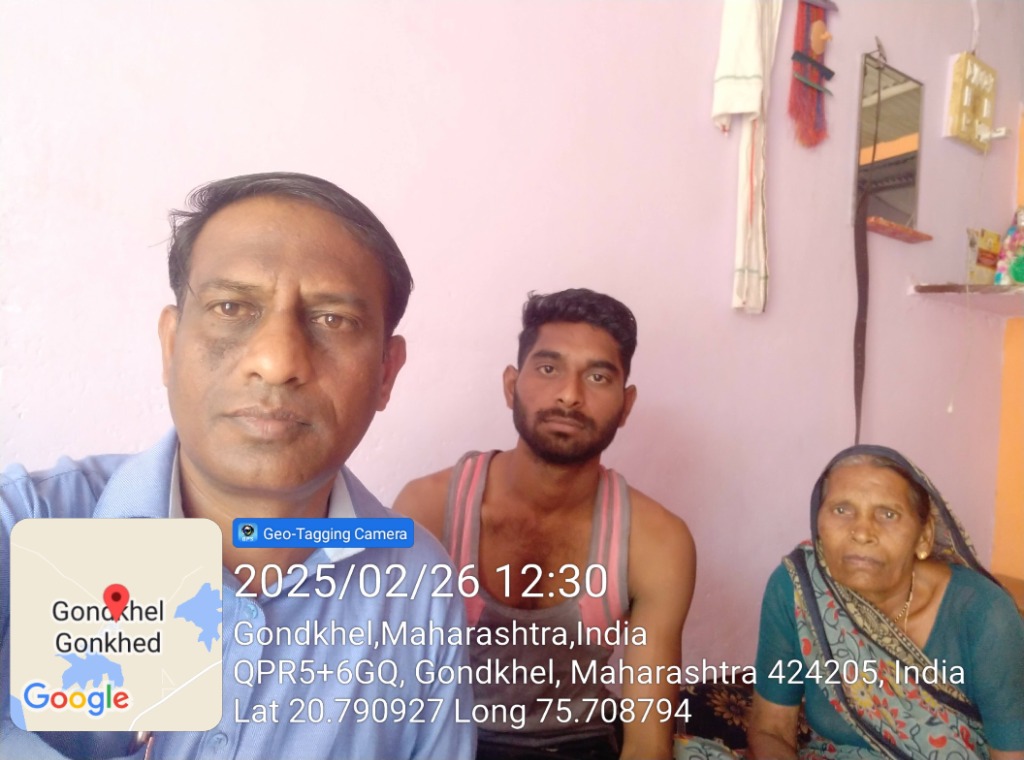 Geo-Tagging Camera
2025/02/26 12:30
Gondkhel
Gonkhed
Google
Gondkhel,Maharashtra,India
QPR5+6GQ, Gondkhel, Maharashtra 424205, India
Lat 20.790927 Long 75.708794